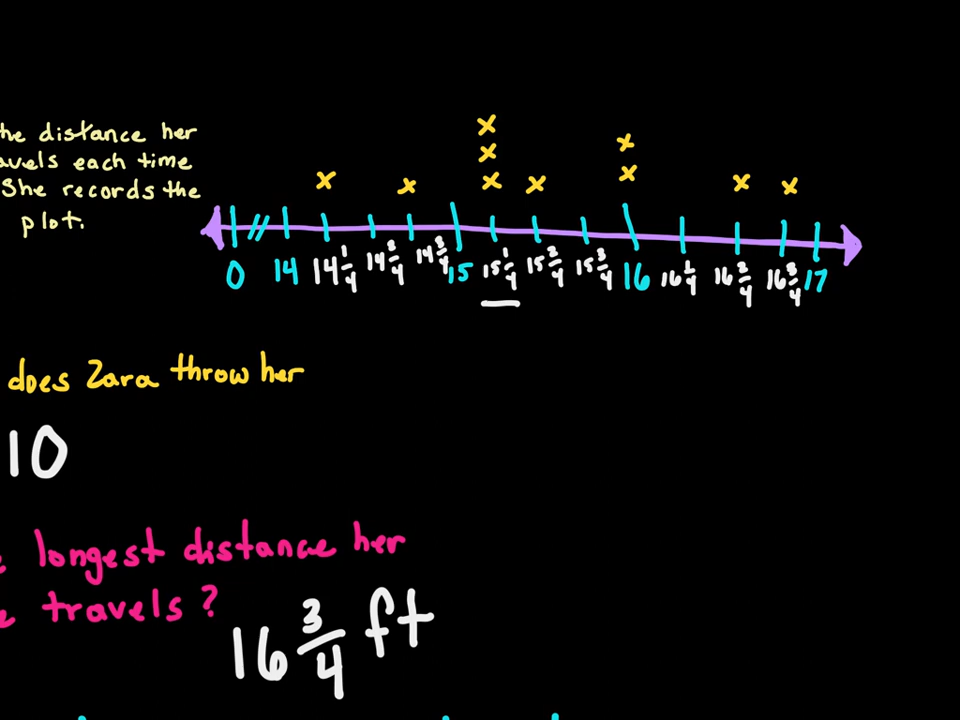 he distance her
avels each time
She records the
plot.
0 14 14 1/4 14 2/4 14 3/4 15 15 1/4 15 2/4 15 3/4 16 16 1/4 16 2/4 16 3/4 17
does Zara throw her
10
longest distance her
e travels?
16 3/4 ft